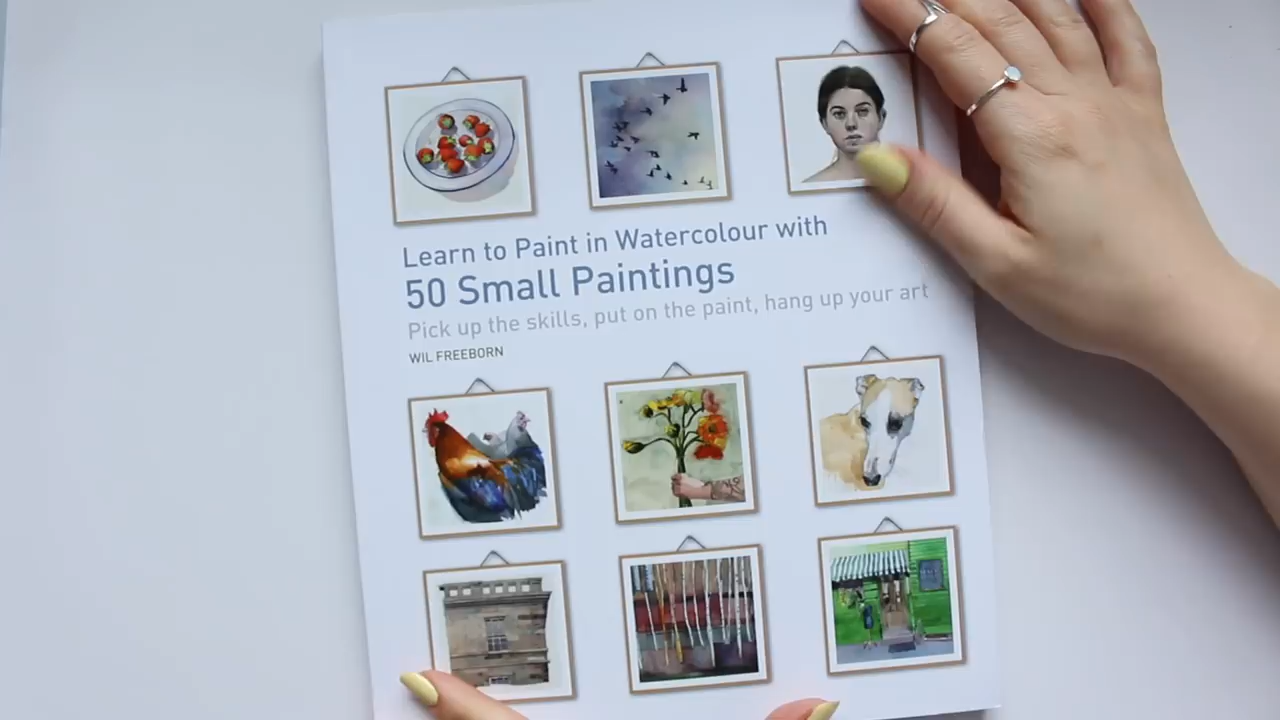 Learn to Paint in Watercolour with
50 Small Paintings
Pick up the skills, put on the paint, hang up your art
WIL FREEBORN